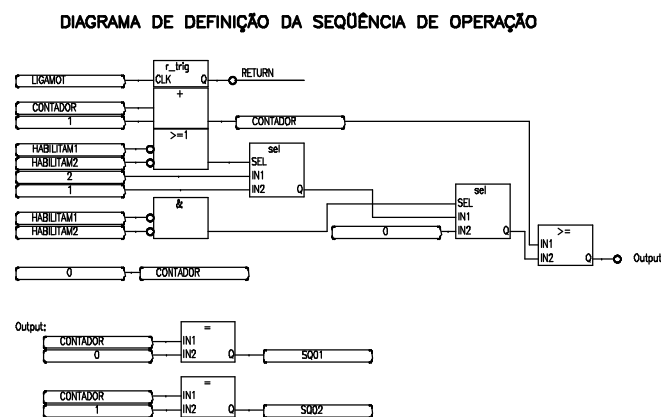 DIAGRAMA DE DEFINIÇÃO DA SEQÜÊNCIA DE OPERAÇÃO
r_trig
LIGAMOT
CLK Q
RETURN
+
CONTADOR
1
CONTADOR
>=1
HABILITAM1
HABILITAM2
2
1
sel
SEL
IN1
IN2 Q
HABILITAM1
HABILITAM2
&
0
sel
SEL
IN1
IN2 Q
>=
IN1
IN2 Q
Output
0
CONTADOR
Output:
CONTADOR
0
=
IN1
IN2 Q
SQ01
CONTADOR
1
=
IN1
IN2 Q
SQ02